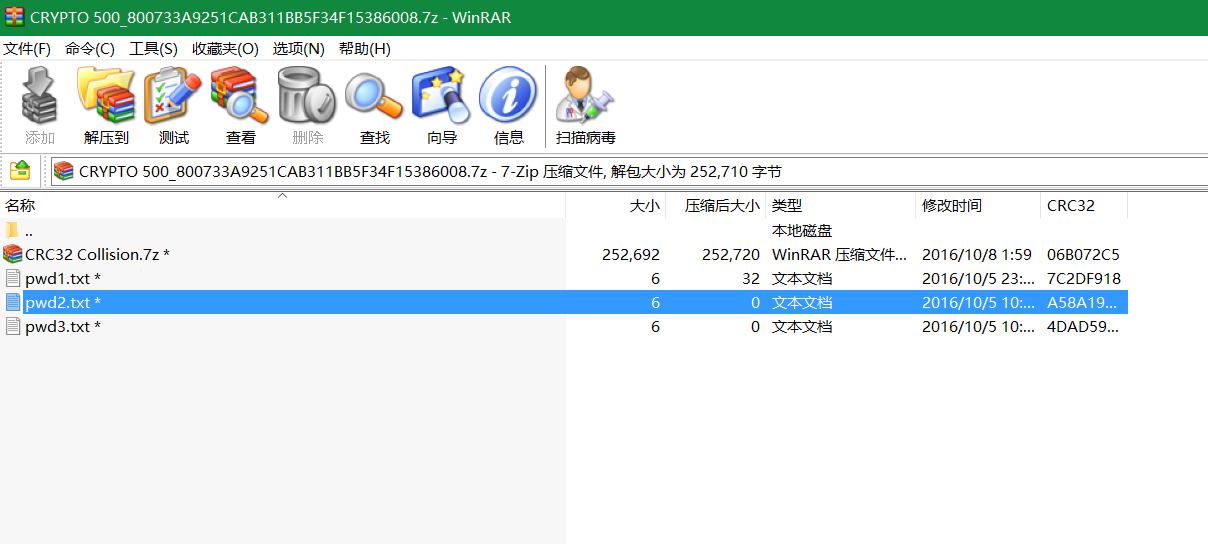 CRYPTO 500_800733A9251CAB311BB5F34F15386008.7z - WinRAR
文件(F) 命令(C) 工具(S) 收藏夹(O) 选项(N) 帮助(H)
添加 解压到 测试 查看 删除 查找 向导 信息 扫描病毒
CRYPTO 500_800733A9251CAB311BB5F34F15386008.7z - 7-Zip 压缩文件, 解包大小为 252,710 字节
名称 大小 压缩后大小 类型 修改时间 CRC32
.. 本地磁盘
CRC32 Collision.7z * 252,692 252,720 WinRAR 压缩文件... 2016/10/8 1:59 06B072C5
pwd1.txt * 6 32 文本文档 2016/10/5 23:... 7C2DF918
pwd2.txt * 6 0 文本文档 2016/10/5 10:... A58A19...
pwd3.txt * 6 0 文本文档 2016/10/5 10:... 4DAD59...